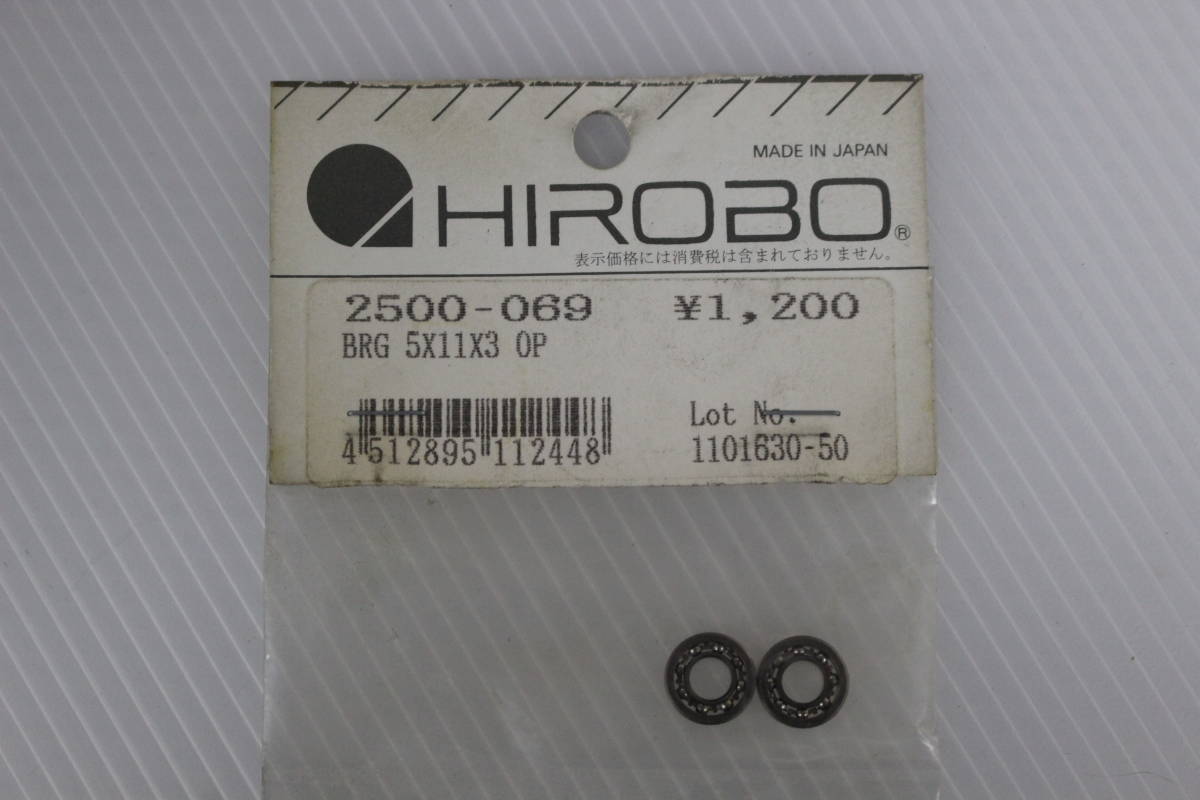 MADE IN JAPAN
HIROBO®
表示価格には消費税は含まれておりません。
2500-069 ¥1,200
BRG 5X11X3 OP
Lot No.
4 512895 112448
1101630-50